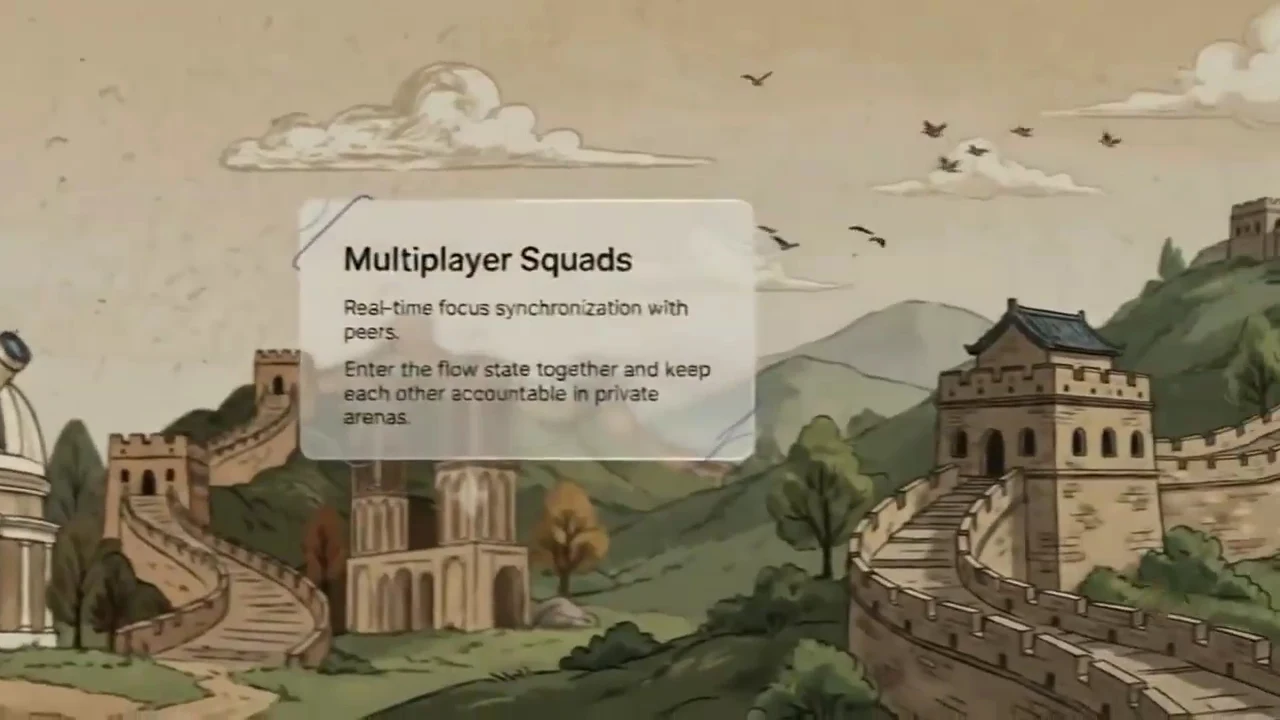 Multiplayer Squads
Real-time focus synchronization with
peers.
Enter the flow state together and keep
each other accountable in private
arenas.